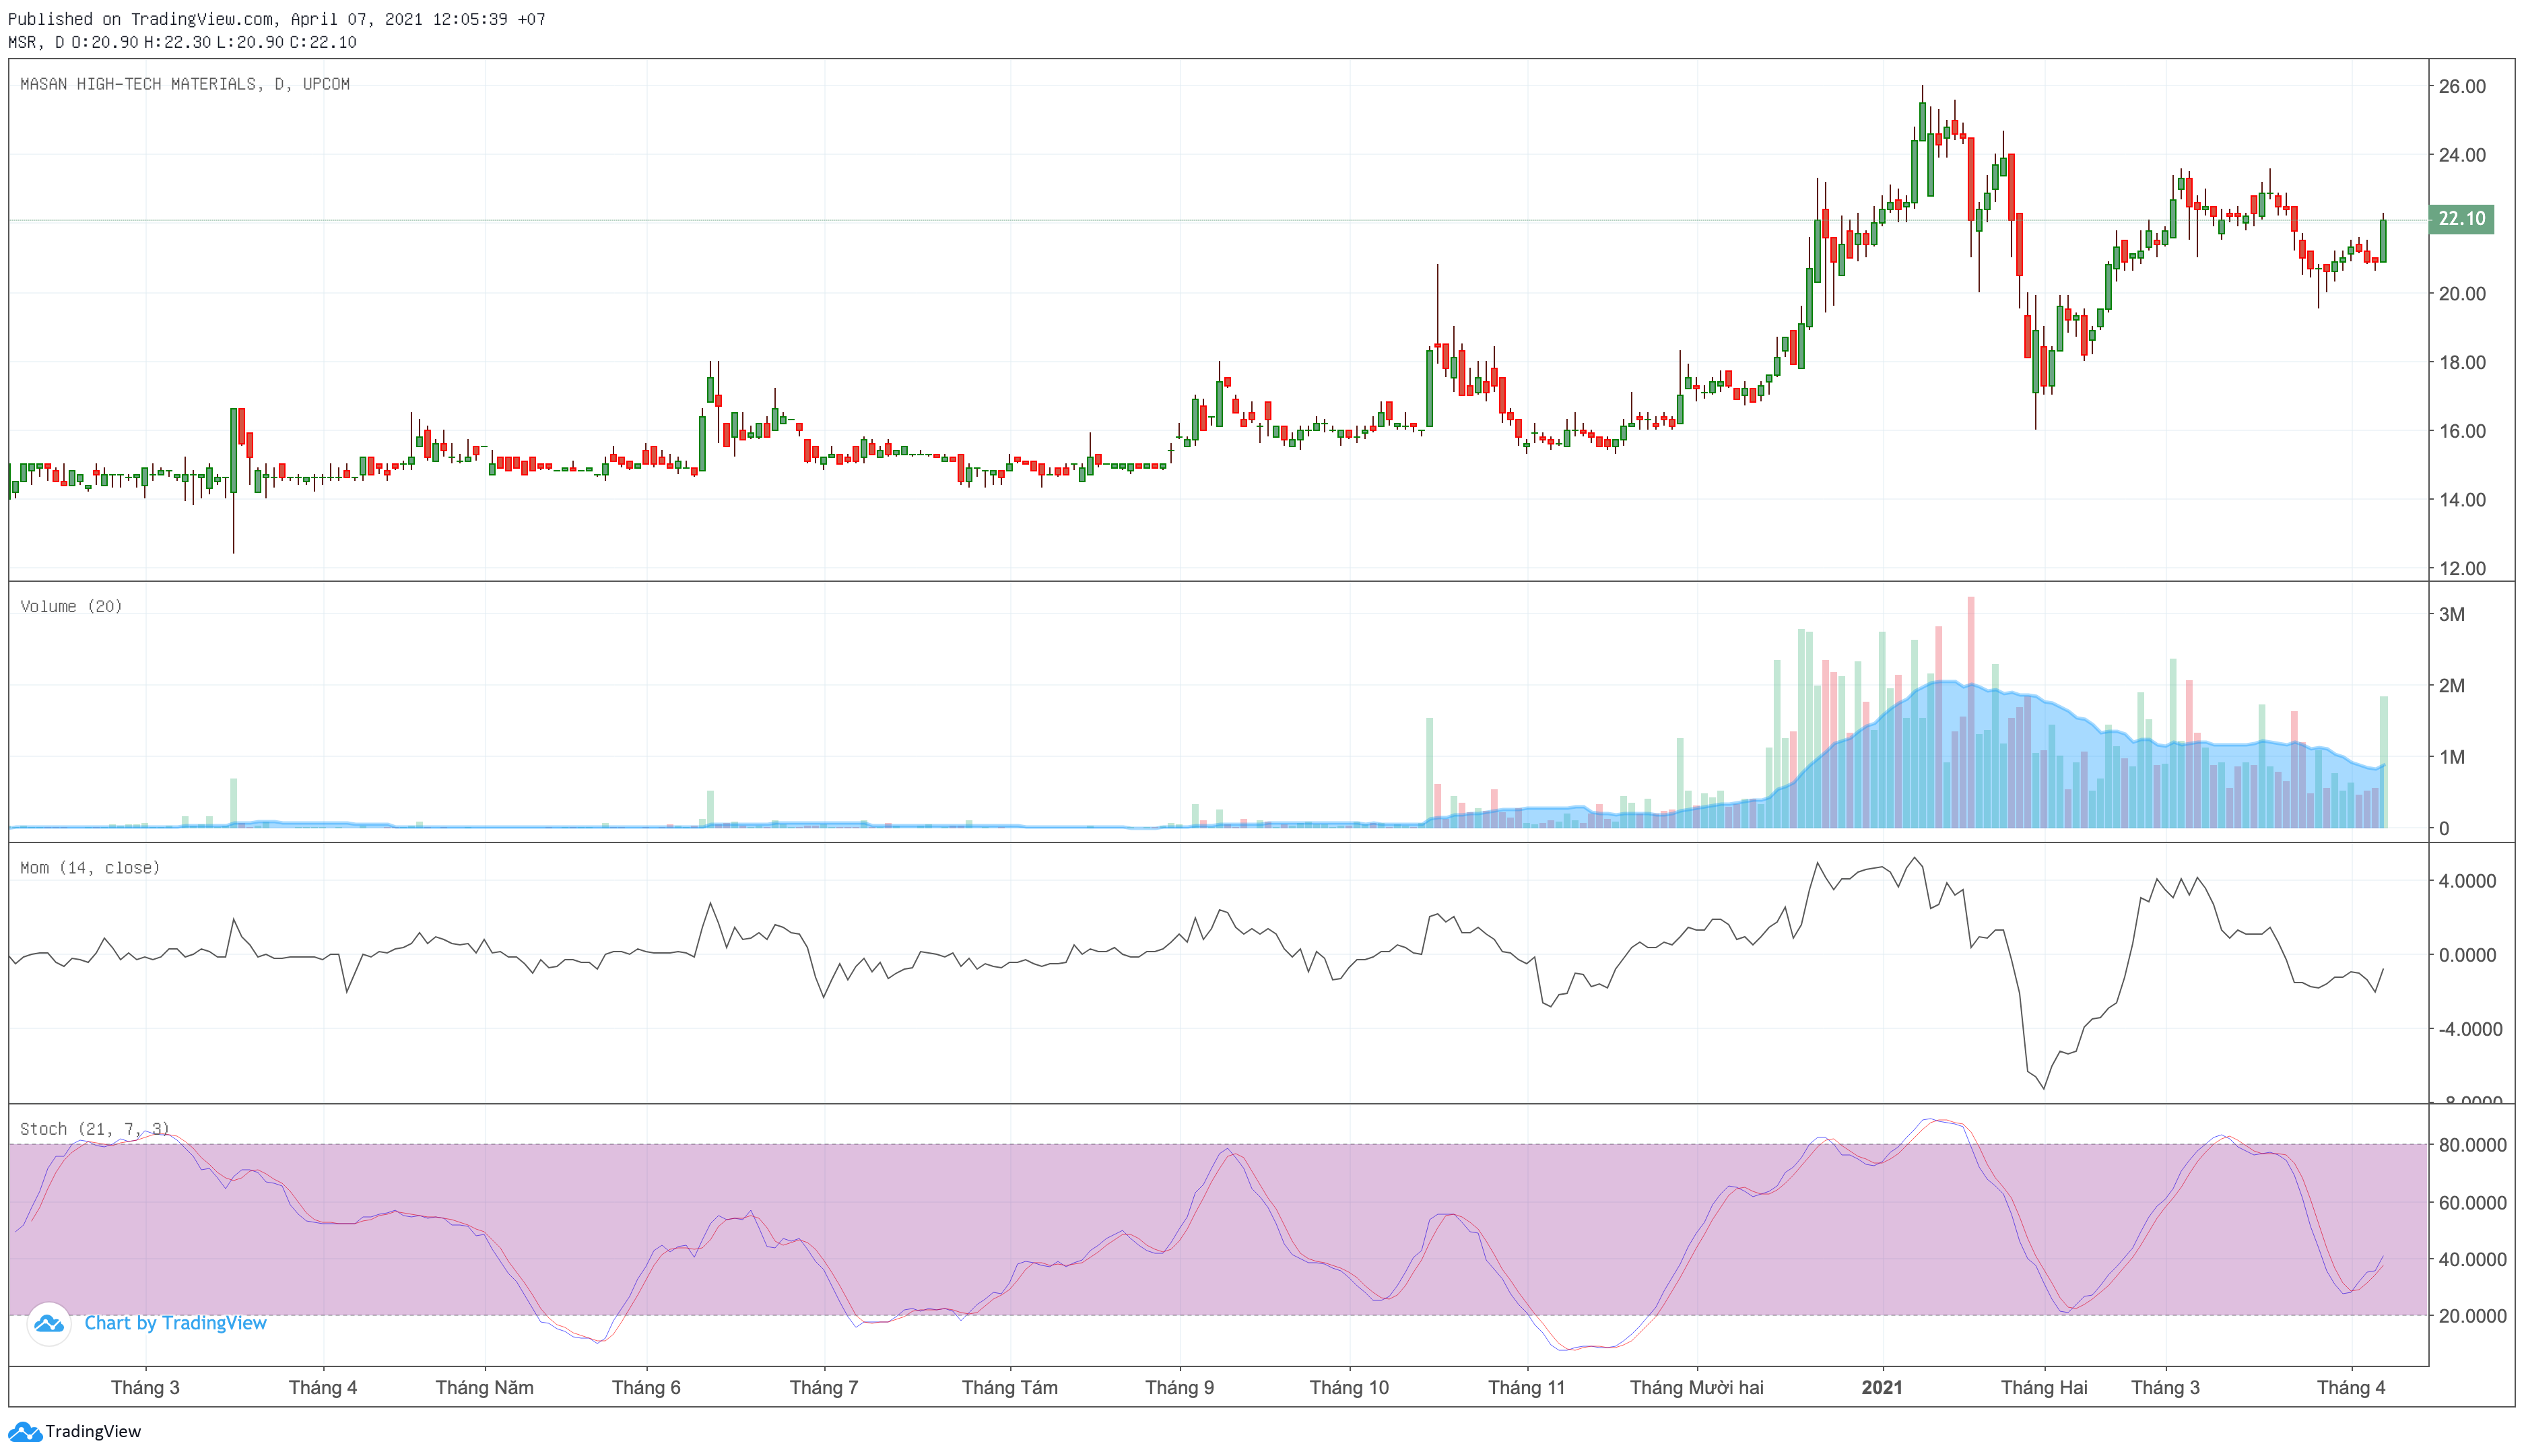 Published on TradingView.com, April 07, 2021 12:05:39 +07
MSR, D O:20.90 H:22.30 L:20.90 C:22.10
MASAN HIGH-TECH MATERIALS, D, UPCOM
26.00
24.00
22.10
20.00
18.00
16.00
14.00
12.00
Volume (20)
3M
2M
1M
0
Mom (14, close)
4.0000
0.0000
-4.0000
-8.0000
Stoch (21, 7, 3)
80.0000
60.0000
40.0000
20.0000
Chart by TradingView
Tháng 3 Tháng 4 Tháng Năm Tháng 6 Tháng 7 Tháng Tám Tháng 9 Tháng 10 Tháng 11 Tháng Mười hai 2021 Tháng Hai Tháng 3 Tháng 4
TradingView